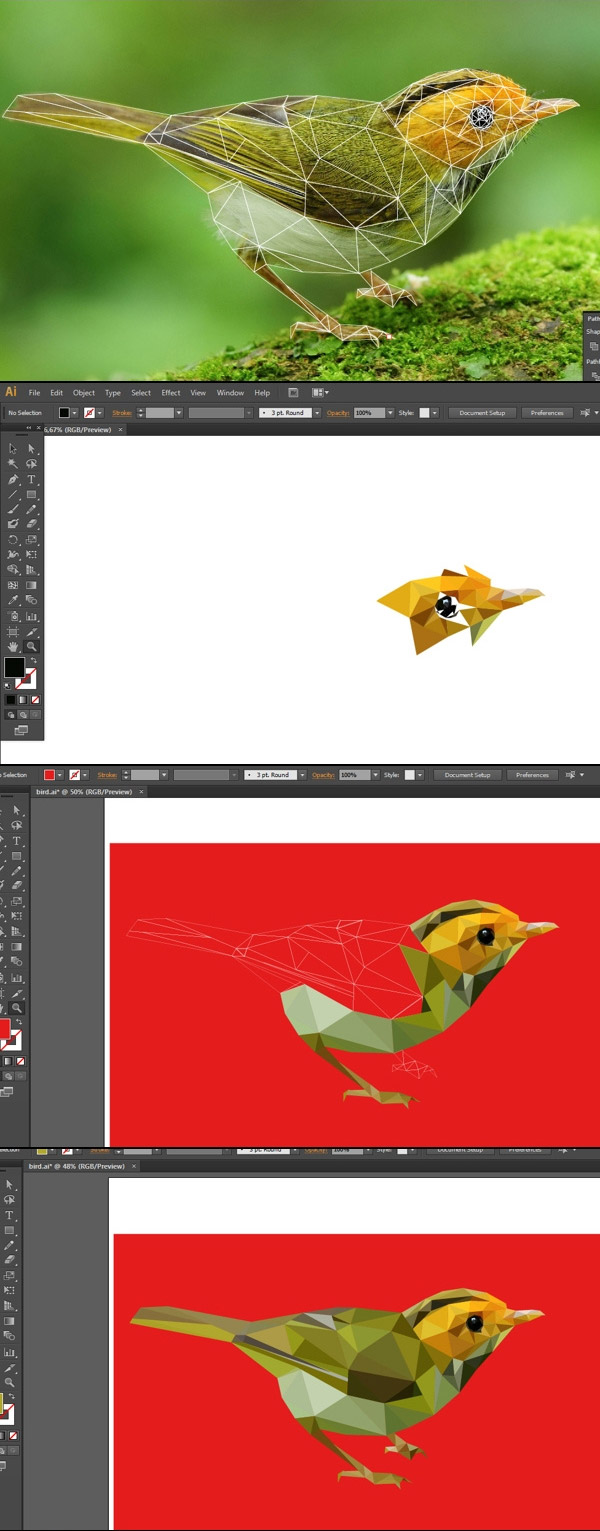 Path
Shap
Pathf
Ai File Edit Object Type Select Effect View Window Help
No Selection Stroke: 3 pt. Round Opacity: 100% Style: Document Setup Preferences
6,67% (RGB/Preview) ×
Selection Stroke: 3 pt. Round Opacity: 100% Style: Document Setup Preferences
bird.ai* @ 50% (RGB/Preview) ×
election Stroke: 3 pt. Round Opacity: 100% Style: Document Setup Preferences
bird.ai* @ 48% (RGB/Preview) ×